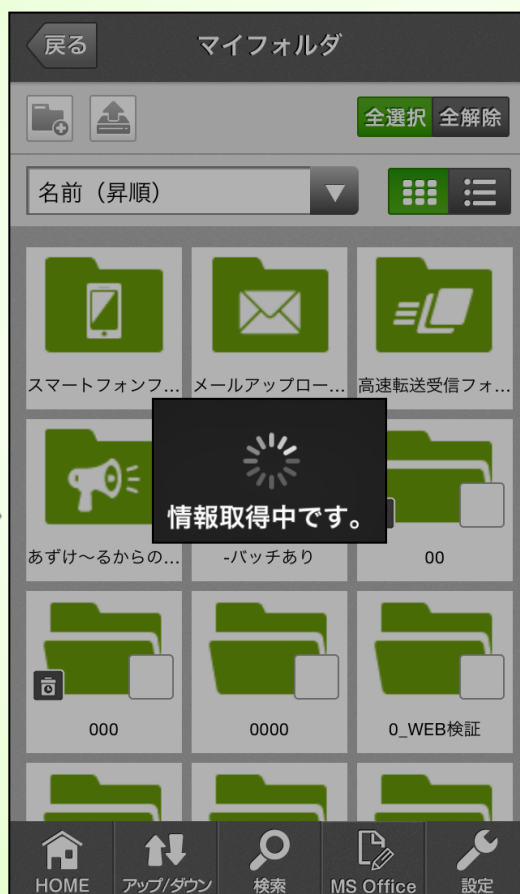 戻る
マイフォルダ
全選択 全解除
名前（昇順）
スマートフォンフ...
メールアップロー...
高速転送受信フォ...
情報取得中です。
あずけ〜るからの...
-バッチあり
00
000
0000
0_WEB検証
HOME
アップ/ダウン
検索
MS Office
設定